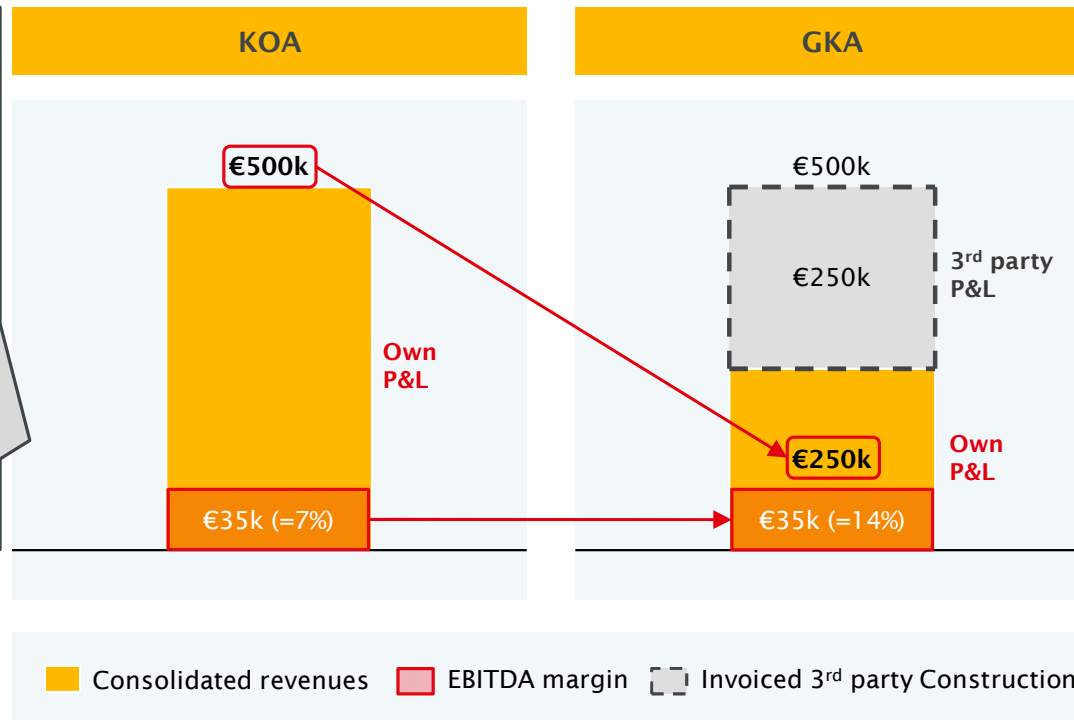 KOA
GKA
€500k
Own
P&L
€35k (=7%)
€500k
€250k
3rd party
P&L
€250k
Own
P&L
€35k (=14%)
Consolidated revenues
EBITDA margin
Invoiced 3rd party Construction